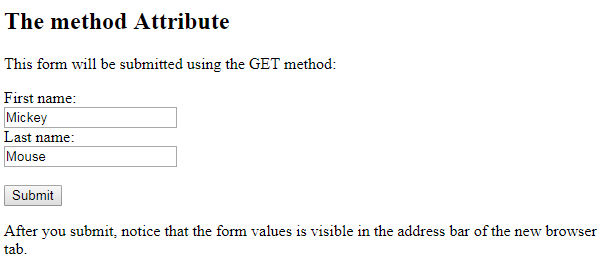 The method Attribute
This form will be submitted using the GET method:
First name:
Mickey
Last name:
Mouse
Submit
After you submit, notice that the form values is visible in the address bar of the new browser
tab.